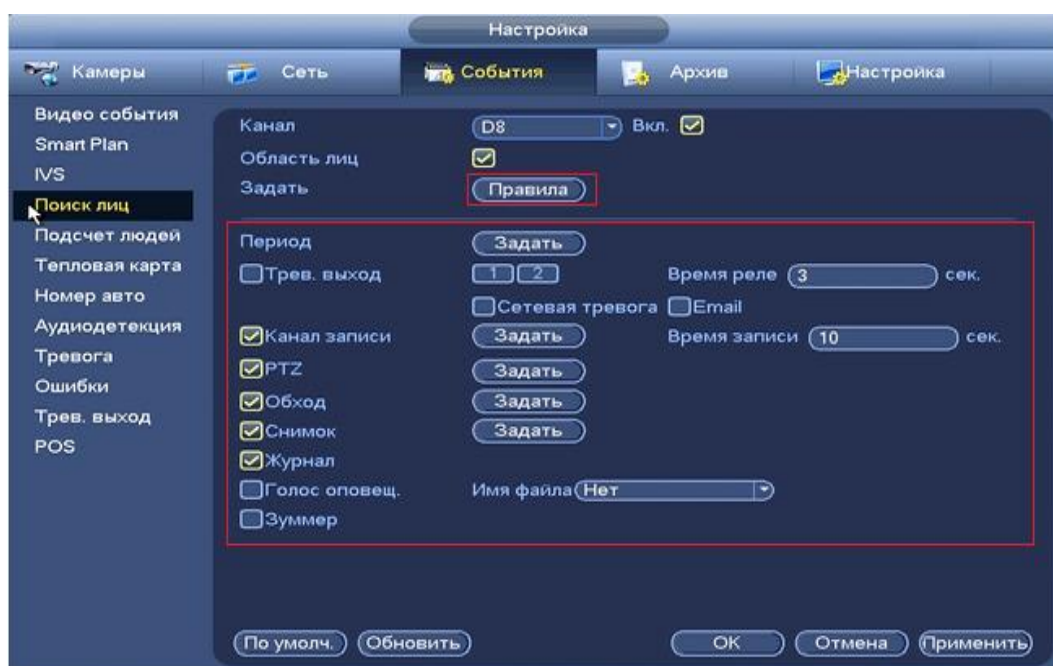 Настройка
Камеры Сеть События Архив Настройка
Видео события
Smart Plan
IVS
Поиск лиц
Подсчет людей
Тепловая карта
Номер авто
Аудиодетекция
Тревога
Ошибки
Трев. выход
POS
Канал D8 Вкл.
Область лиц
Задать Правила
Период Задать
Трев. выход 1 2 Время реле 3 сек.
Сетевая тревога Email
Канал записи Задать Время записи 10 сек.
PTZ Задать
Обход Задать
Снимок Задать
Журнал
Голос оповещ. Имя файла Нет
Зуммер
По умолч. Обновить OK Отмена Применить